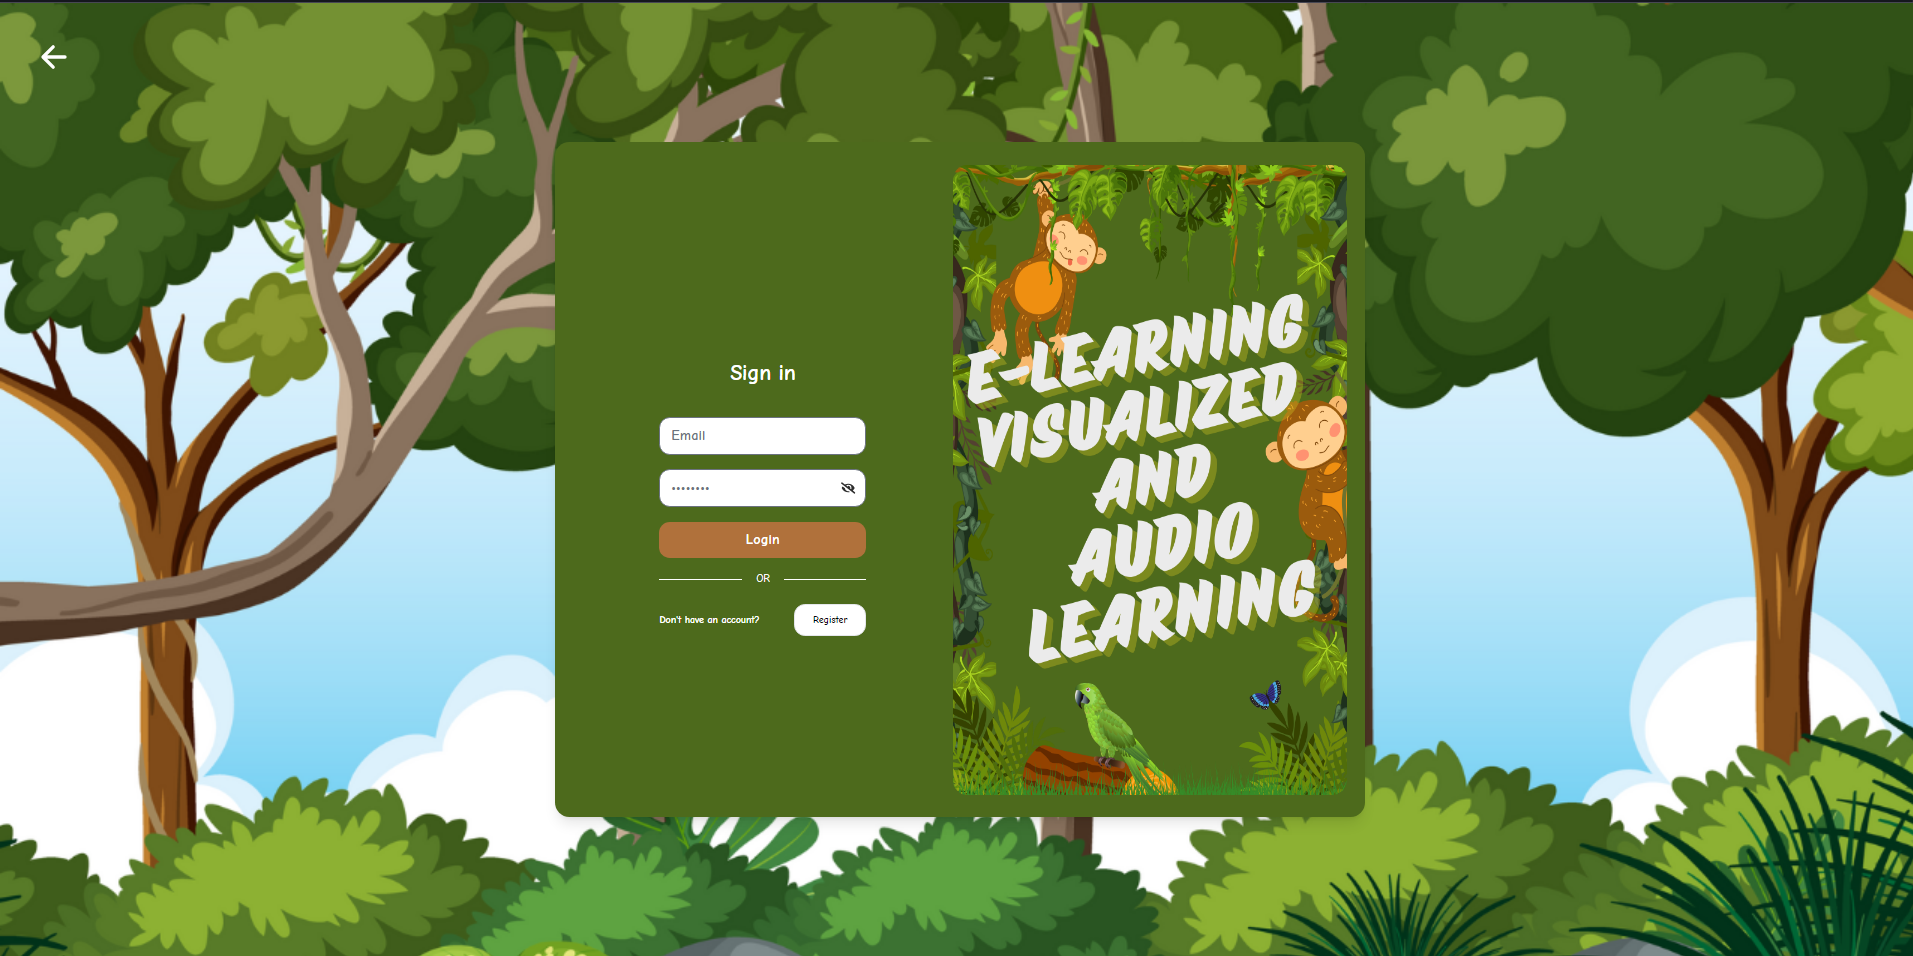 Sign in
Email
••••••••
Login
OR
Don't have an account?
Register
E-LEARNING
VISUALIZED
AND
AUDIO
LEARNING